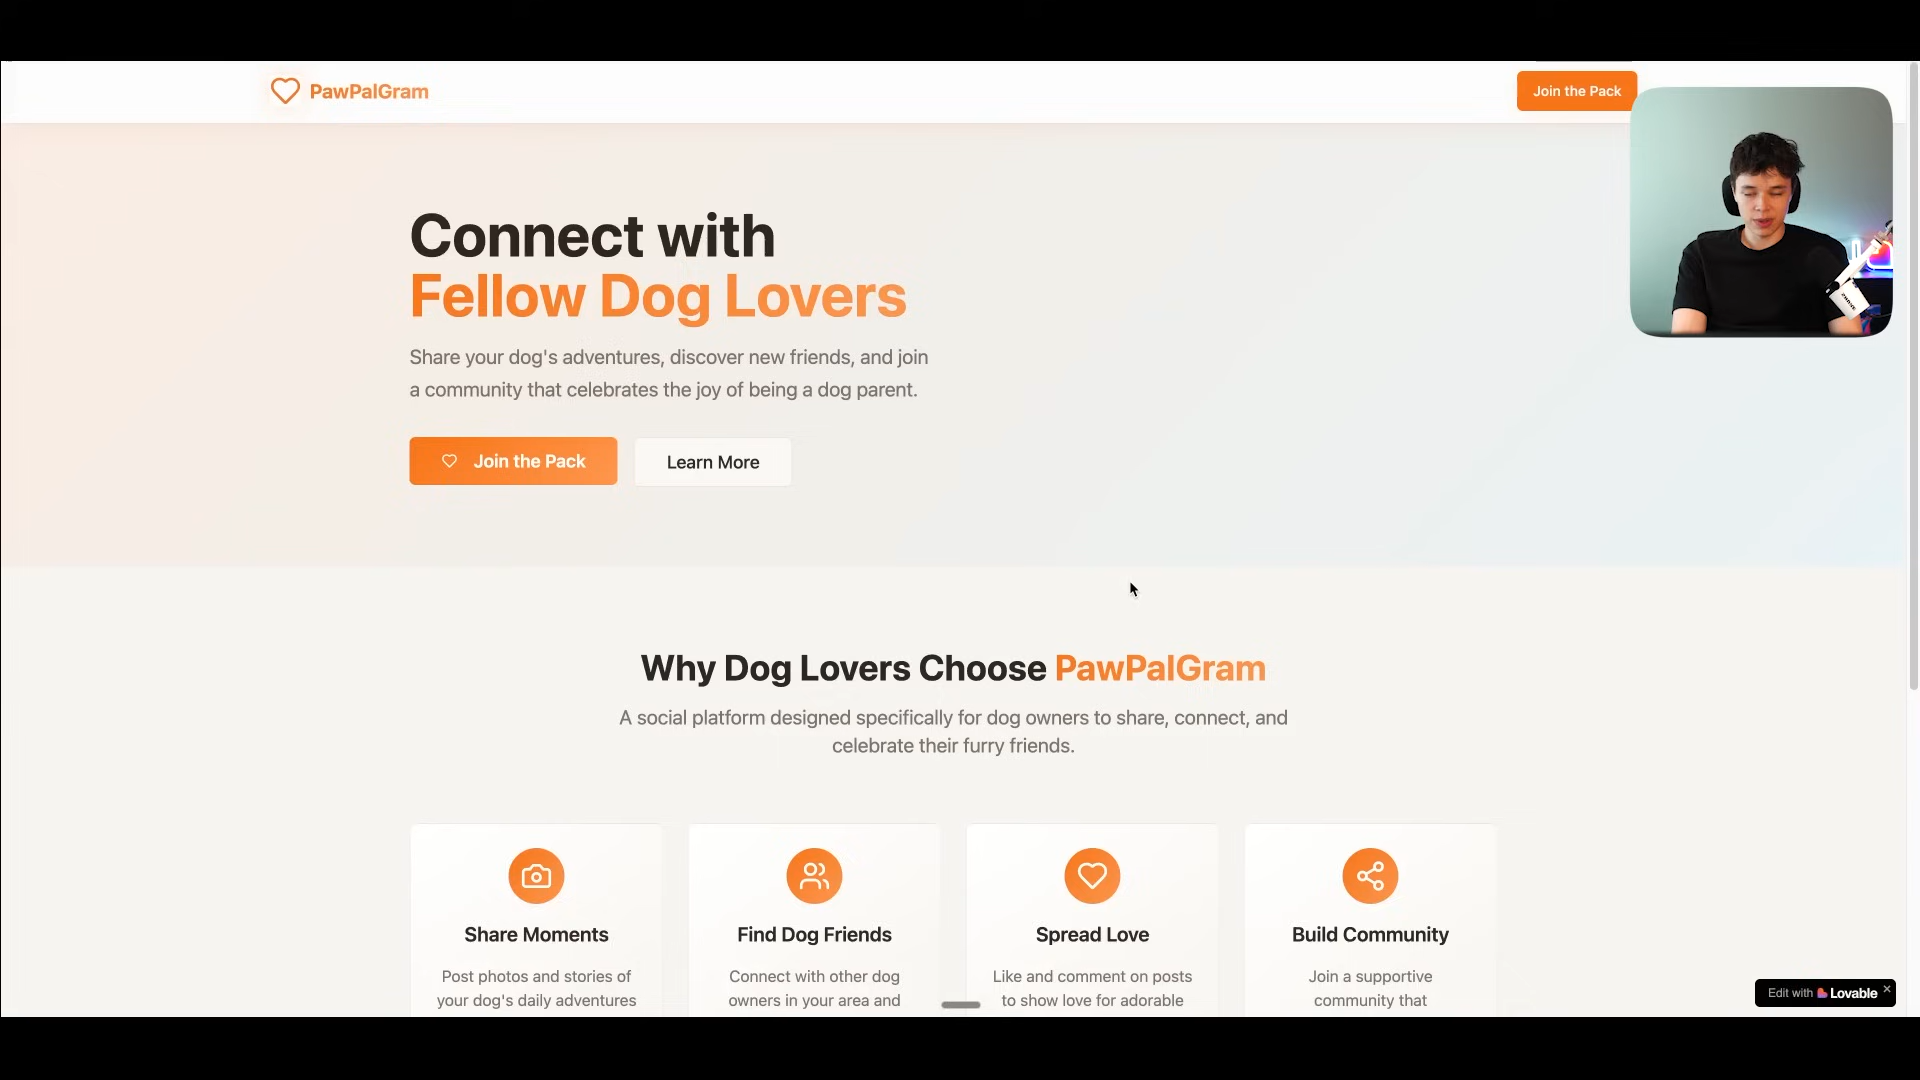 PawPalGram
Join the Pack
Connect with
Fellow Dog Lovers
Share your dog's adventures, discover new friends, and join
a community that celebrates the joy of being a dog parent.
Join the Pack
Learn More
Why Dog Lovers Choose PawPalGram
A social platform designed specifically for dog owners to share, connect, and
celebrate their furry friends.
Share Moments
Post photos and stories of
your dog's daily adventures
Find Dog Friends
Connect with other dog
owners in your area and
Spread Love
Like and comment on posts
to show love for adorable
Build Community
Join a supportive
community that
Edit with Lovable